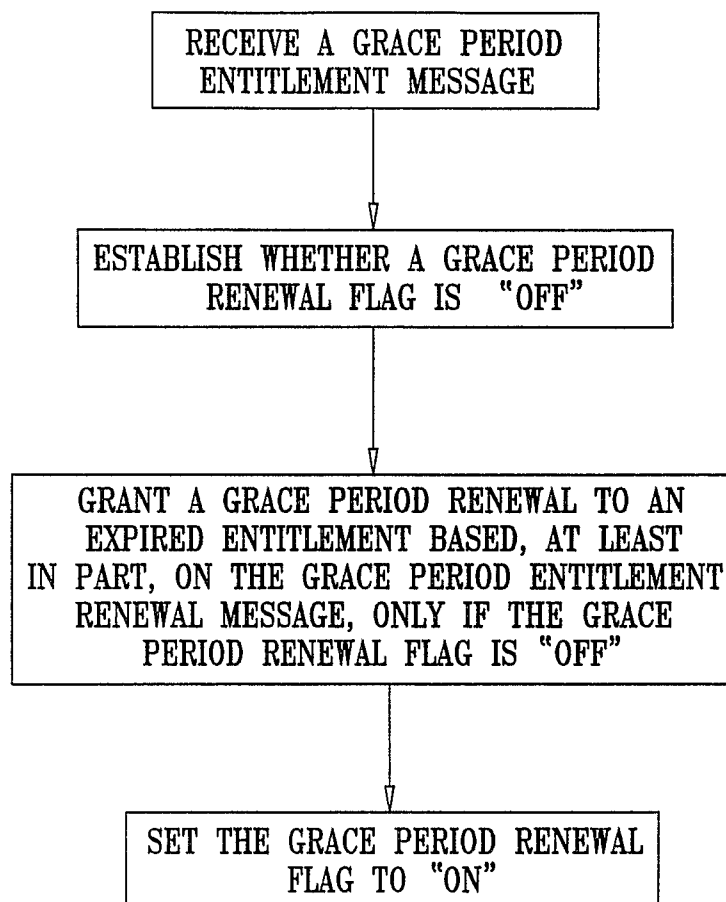 RECEIVE A GRACE PERIOD
ENTITLEMENT MESSAGE
ESTABLISH WHETHER A GRACE PERIOD
RENEWAL FLAG IS “OFF”
GRANT A GRACE PERIOD RENEWAL TO AN
EXPIRED ENTITLEMENT BASED, AT LEAST
IN PART, ON THE GRACE PERIOD ENTITLEMENT
RENEWAL MESSAGE, ONLY IF THE GRACE
PERIOD RENEWAL FLAG IS “OFF”
SET THE GRACE PERIOD RENEWAL
FLAG TO “ON”